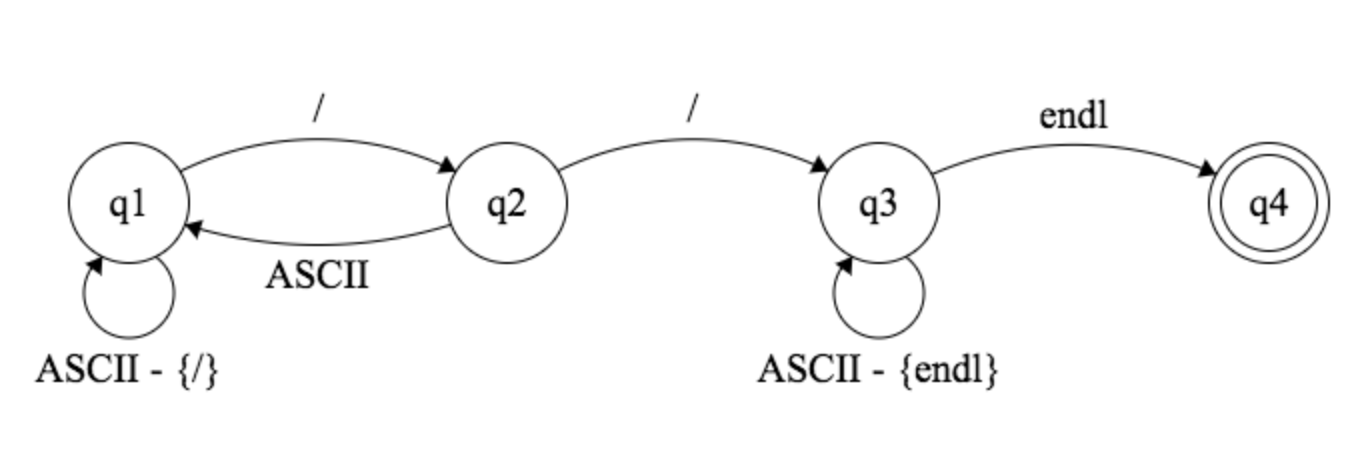 /
/
endl
q1
q2
q3
q4
ASCII
ASCII - {/}
ASCII - {endl}